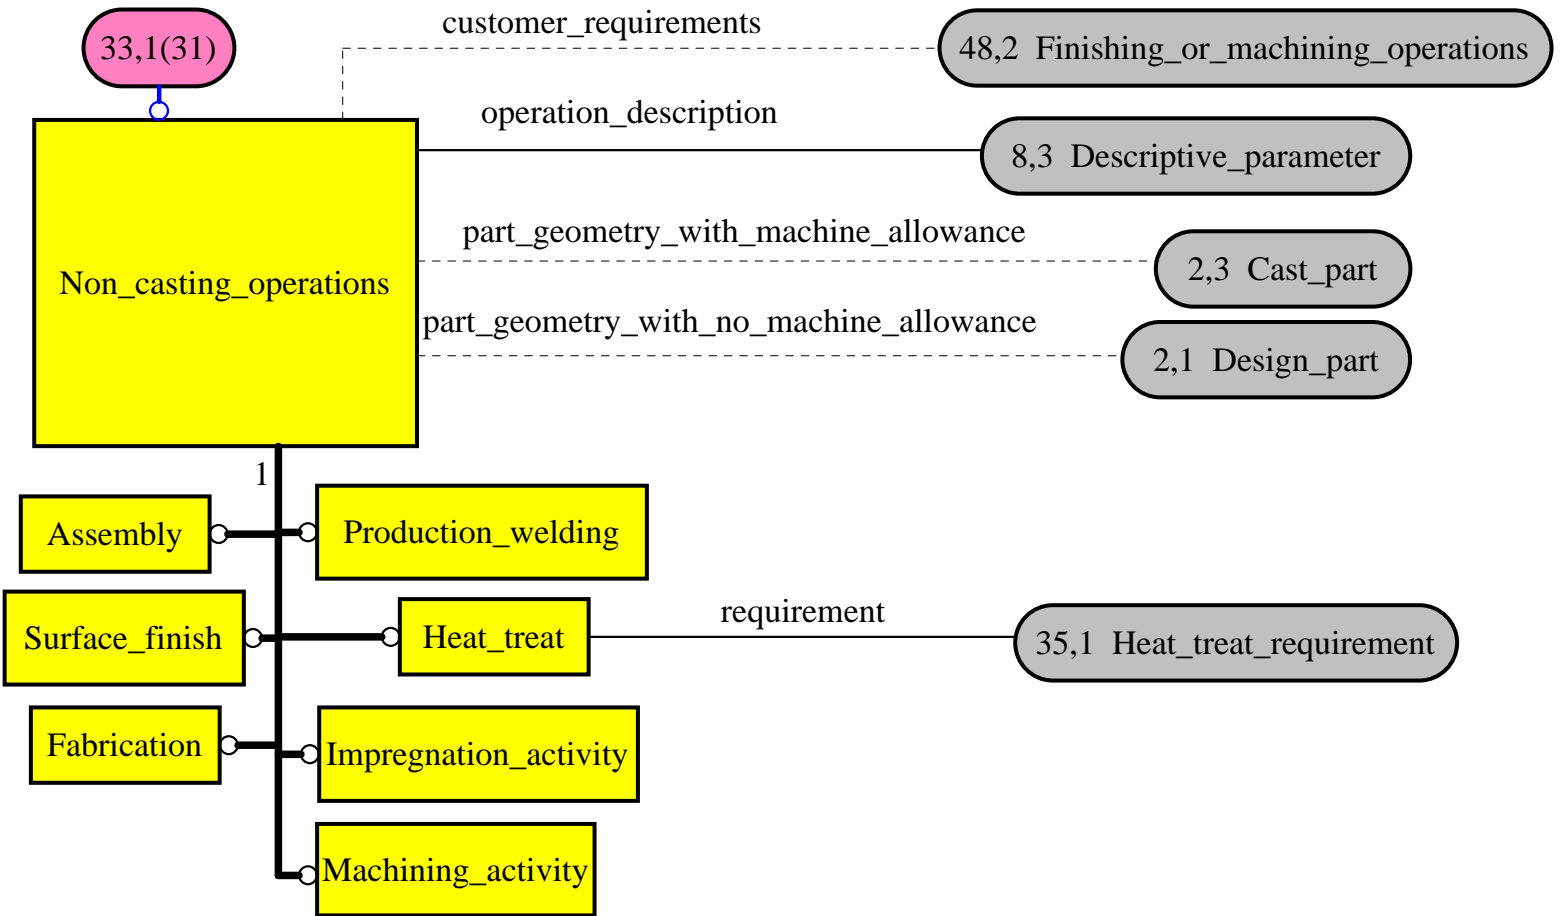 33,1(31)
customer_requirements
48,2 Finishing_or_machining_operations
operation_description
8,3 Descriptive_parameter
part_geometry_with_machine_allowance
2,3 Cast_part
Non_casting_operations
part_geometry_with_no_machine_allowance
2,1 Design_part
1
Assembly
Production_welding
Surface_finish
Heat_treat
requirement
35,1 Heat_treat_requirement
Fabrication
Impregnation_activity
Machining_activity